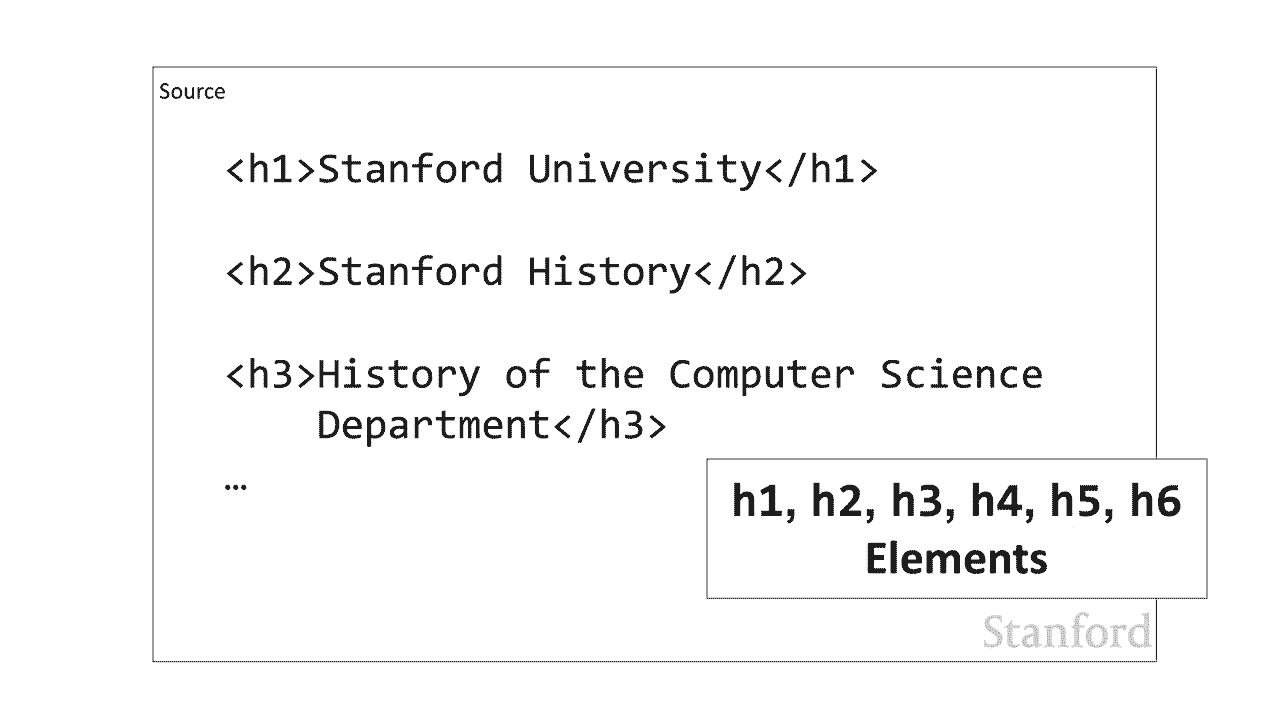 Source
<h1>Stanford University</h1>
<h2>Stanford History</h2>
<h3>History of the Computer Science
Department</h3>
…
h1, h2, h3, h4, h5, h6
Elements
Stanford